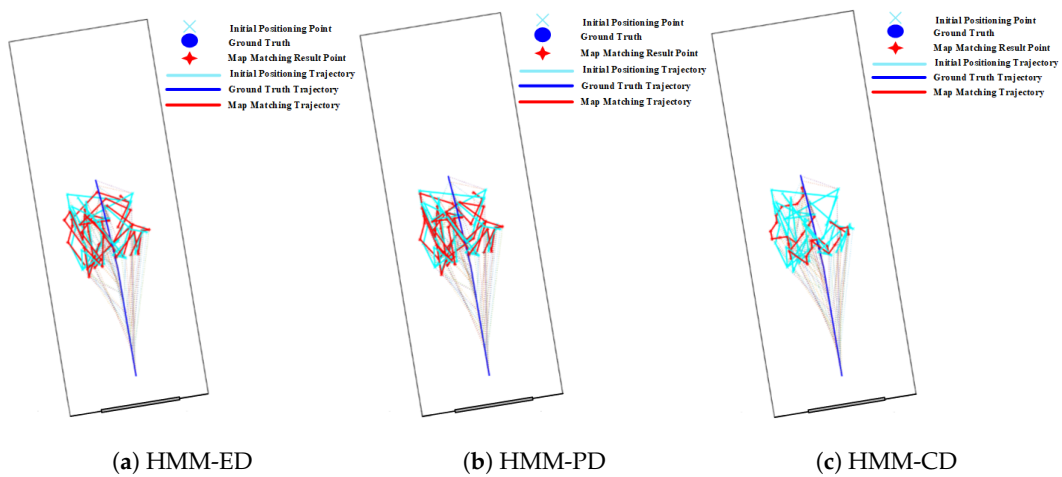 Initial Positioning Point
Ground Truth
Map Matching Result Point
Initial Positioning Trajectory
Ground Truth Trajectory
Map Matching Trajectory
Initial Positioning Point
Ground Truth
Map Matching Result Point
Initial Positioning Trajectory
Ground Truth Trajectory
Map Matching Trajectory
Initial Positioning Point
Ground Truth
Map Matching Result Point
Initial Positioning Trajectory
Ground Truth Trajectory
Map Matching Trajectory
(a) HMM-ED
(b) HMM-PD
(c) HMM-CD